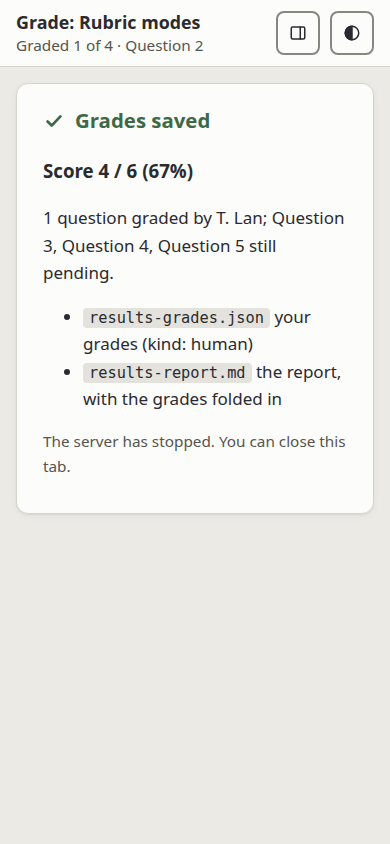 Grade: Rubric modes
Graded 1 of 4 · Question 2
Grades saved
Score 4 / 6 (67%)
1 question graded by T. Lan; Question
3, Question 4, Question 5 still
pending.
results-grades.json your
grades (kind: human)
results-report.md the report,
with the grades folded in
The server has stopped. You can close this
tab.